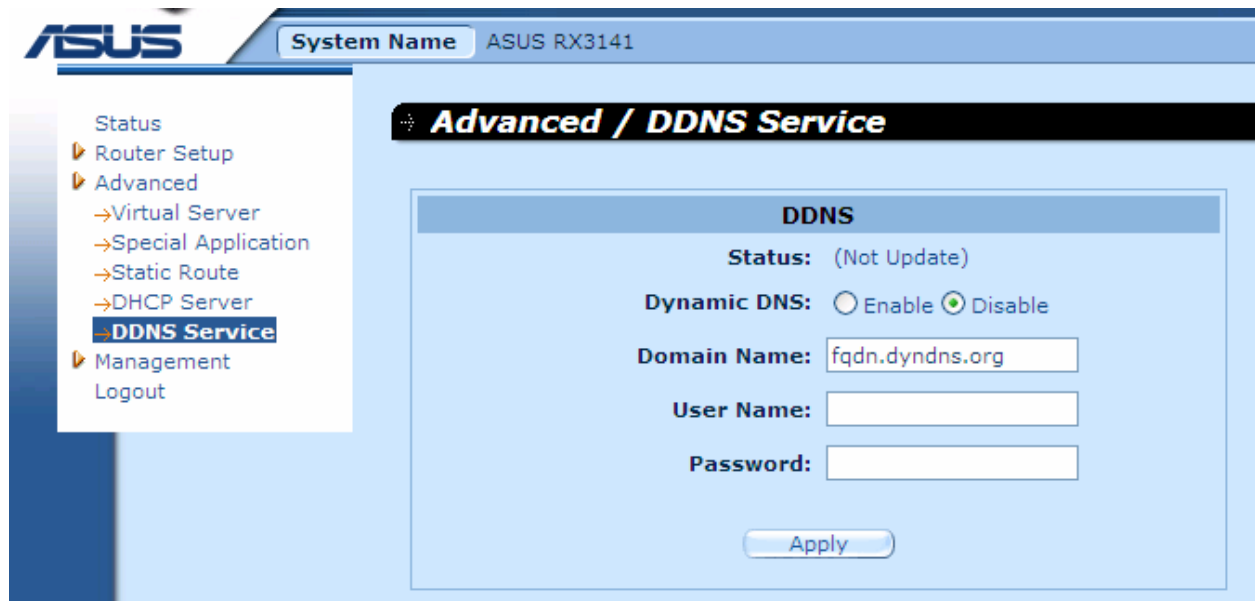 ASUS
System Name ASUS RX3141
Status
Router Setup
Advanced
→Virtual Server
→Special Application
→Static Route
→DHCP Server
→DDNS Service
Management
Logout
Advanced / DDNS Service
DDNS
Status: (Not Update)
Dynamic DNS: Enable Disable
Domain Name: fqdn.dyndns.org
User Name:
Password:
Apply